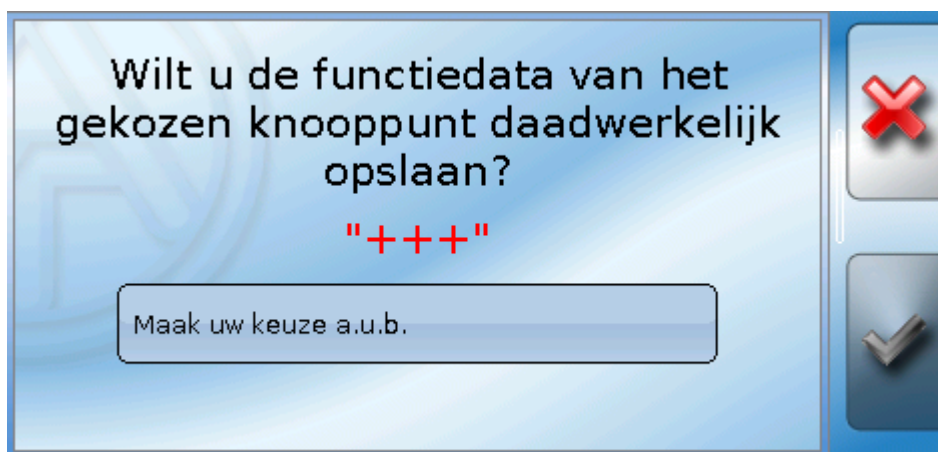 Wilt u de functiedata van het
gekozen knooppunt daadwerkelijk
opslaan?
"+++"
Maak uw keuze a.u.b.